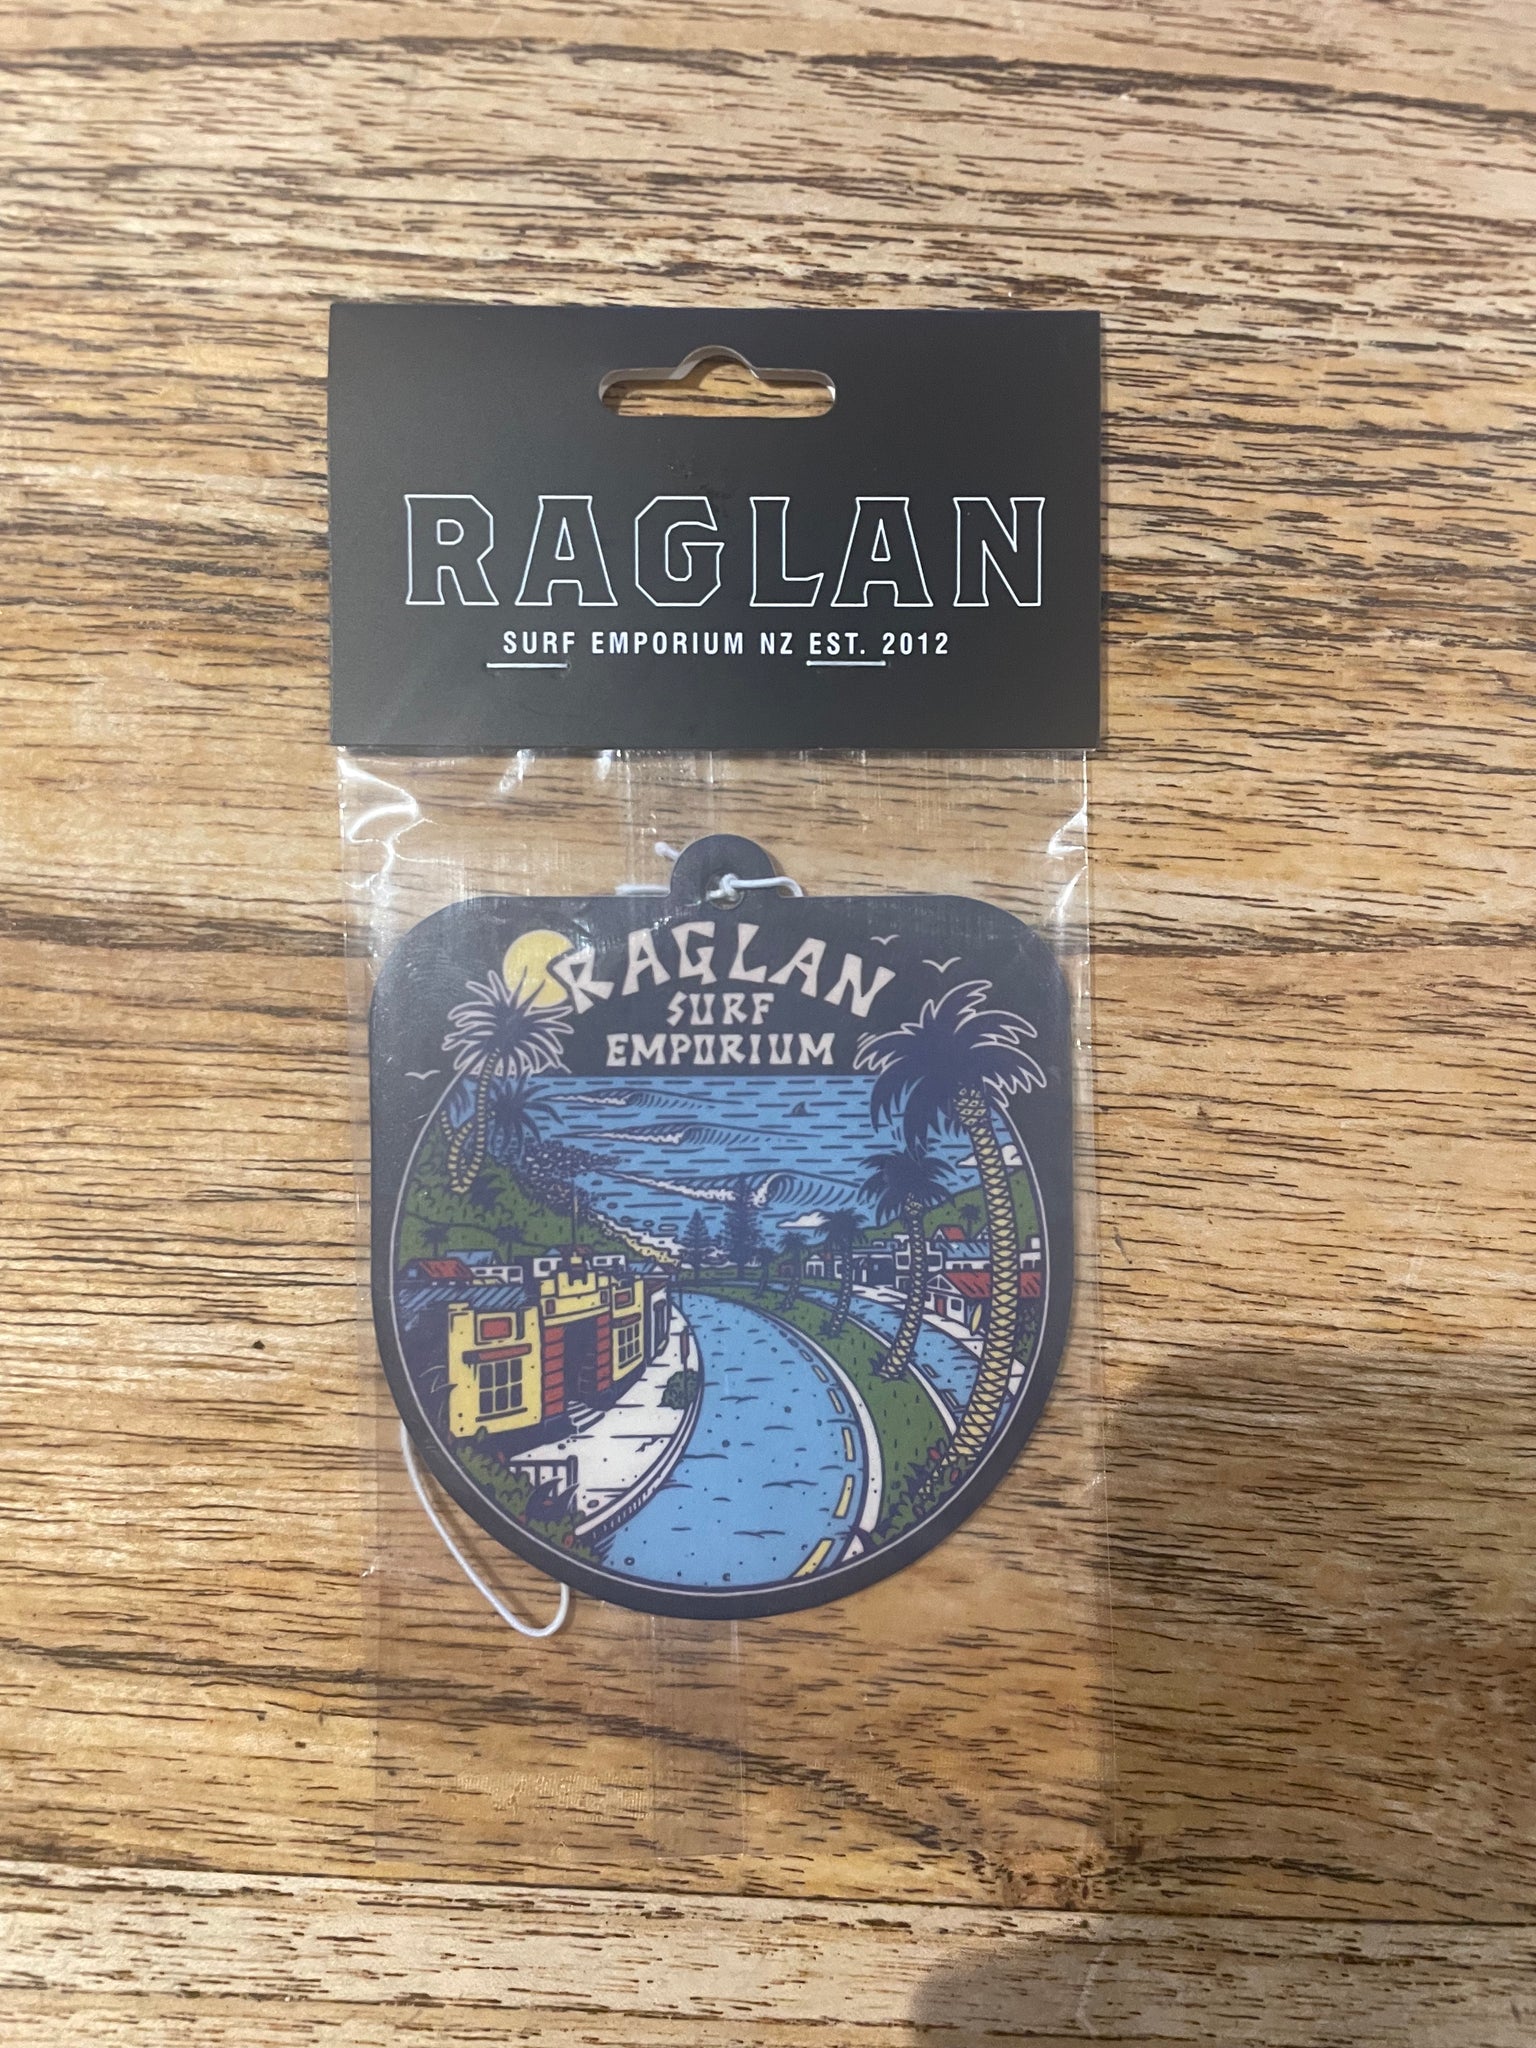 RAGLAN
SURF EMPORIUM NZ EST. 2012
RAGLAN
SURF
EMPORIUM